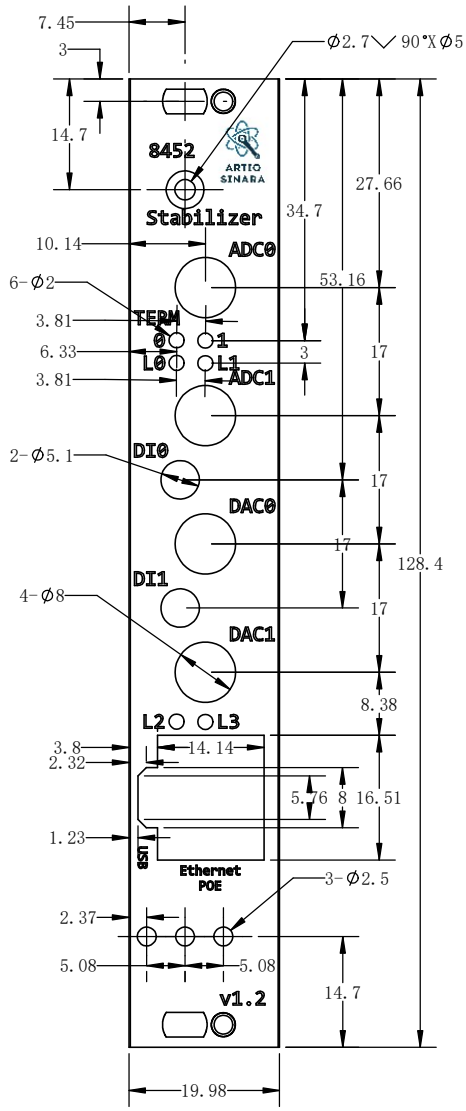 7.45
Φ2.7 ⌵ 90°X Φ5
3
14.7
8452
ARTIQ
SINARA
27.66
34.7
Stabilizer
10.14
ADC0
53.16
6-Φ2
3.81
TERM
0 1
6.33
L0 L1
3
17
3.81
ADC1
DI0
2-Φ5.1
17
DAC0
17
128.4
DI1
4-Φ8
17
DAC1
8.38
L2 L3
3.8
14.14
2.32
5.76 8 16.51
1.23
USB
Ethernet
POE
3-Φ2.5
2.37
5.08 5.08
14.7
v1.2
19.98